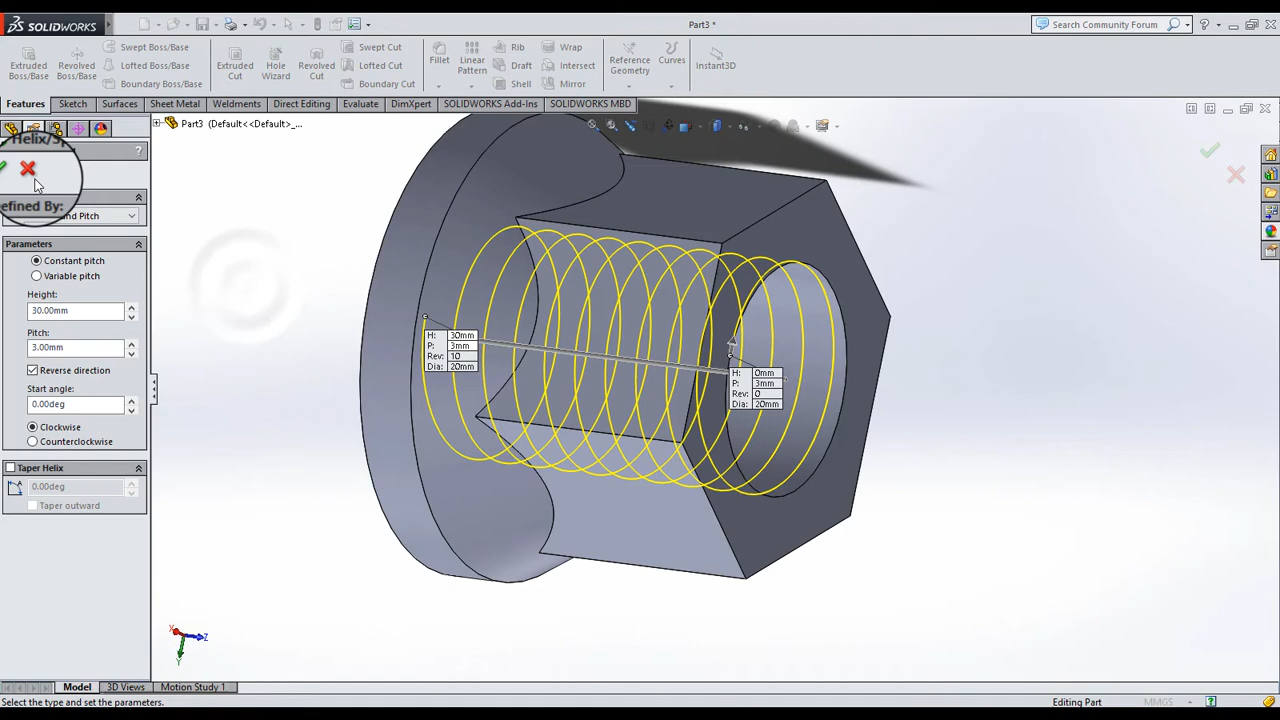 SOLIDWORKS
Part3 *
Search Community Forum
Extruded Boss/Base
Revolved Boss/Base
Swept Boss/Base
Lofted Boss/Base
Boundary Boss/Base
Extruded Cut
Hole Wizard
Revolved Cut
Swept Cut
Lofted Cut
Boundary Cut
Fillet
Linear Pattern
Rib
Draft
Shell
Wrap
Intersect
Mirror
Reference Geometry
Curves
Instant3D
Features
Sketch
Surfaces
Sheet Metal
Weldments
Direct Editing
Evaluate
DimXpert
SOLIDWORKS Add-Ins
SOLIDWORKS MBD
Part3 (Default<<Default>_...
Helix/Sp
efined By:
nd Pitch
Parameters
Constant pitch
Variable pitch
Height:
30.00mm
Pitch:
3.00mm
Reverse direction
Start angle:
0.00deg
Clockwise
Counterclockwise
Taper Helix
0.00deg
Taper outward
H: 30mm
P: 3mm
Rev: 10
Dia: 20mm
H: 0mm
P: 3mm
Rev: 0
Dia: 20mm
X
Y
Z
Model
3D Views
Motion Study 1
Select the type and set the parameters.
Editing Part
MMGS